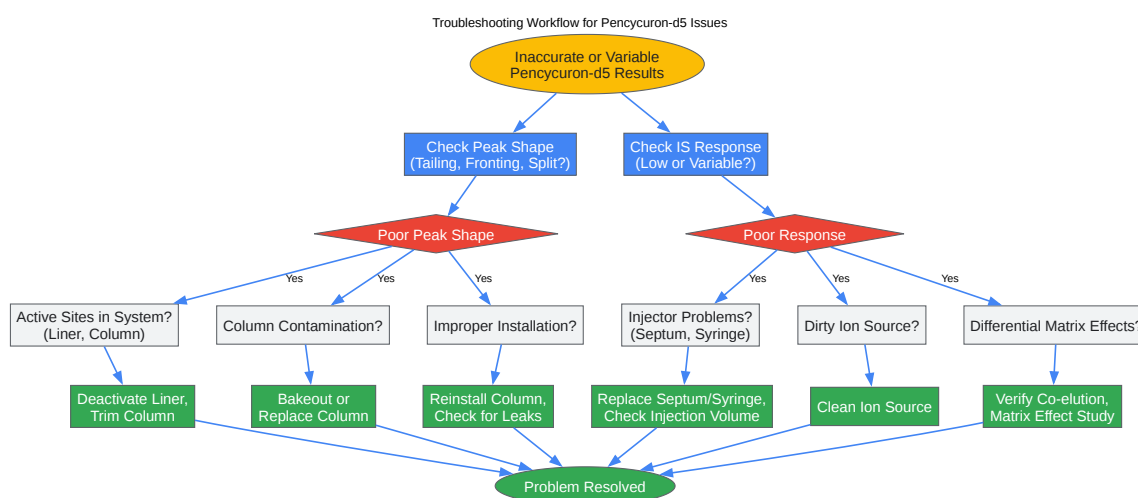 Troubleshooting Workflow for Pencycuron-d5 Issues
Inaccurate or Variable
Pencycuron-d5 Results
Check Peak Shape
(Tailing, Fronting, Split?)
Check IS Response
(Low or Variable?)
Poor Peak Shape
Poor Response
Yes
Yes
Yes
Yes
Yes
Yes
Active Sites in System?
(Liner, Column)
Column Contamination?
Improper Installation?
Injector Problems?
(Septum, Syringe)
Dirty Ion Source?
Differential Matrix Effects?
Deactivate Liner,
Trim Column
Bakeout or
Replace Column
Reinstall Column,
Check for Leaks
Replace Septum/Syringe,
Check Injection Volume
Clean Ion Source
Verify Co-elution,
Matrix Effect Study
Problem Resolved